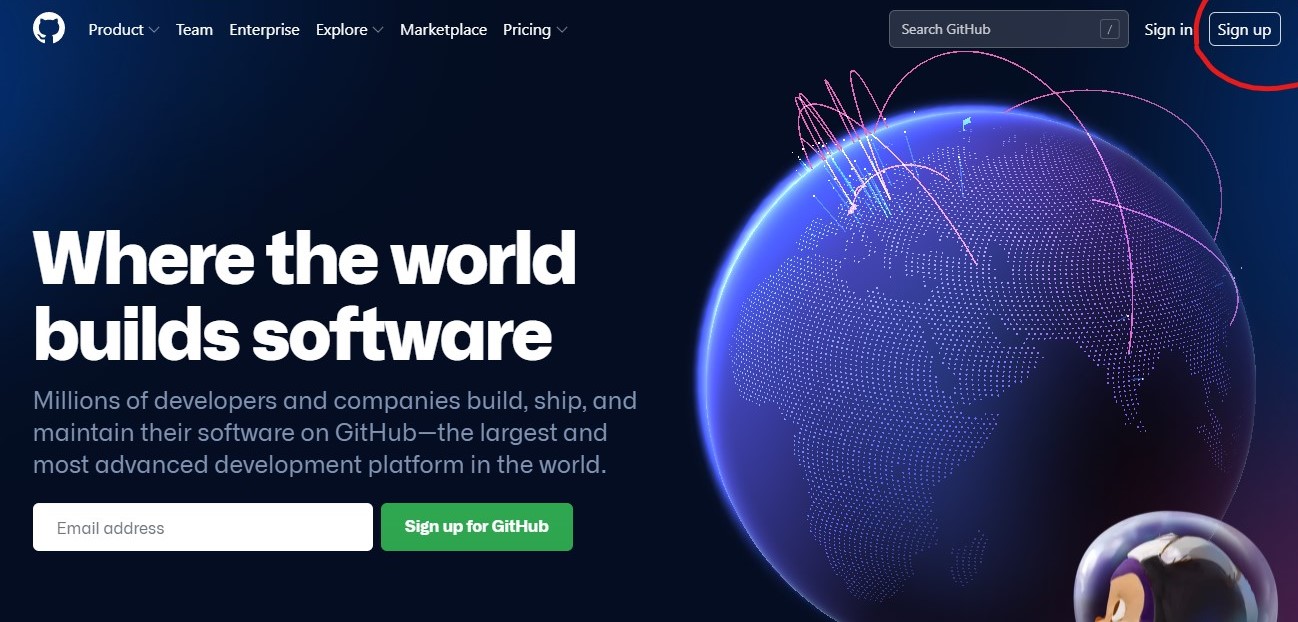 Product Team Enterprise Explore Marketplace Pricing Search GitHub / Sign in Sign up
Where the world
builds software
Millions of developers and companies build, ship, and
maintain their software on GitHub—the largest and
most advanced development platform in the world.
Email address Sign up for GitHub